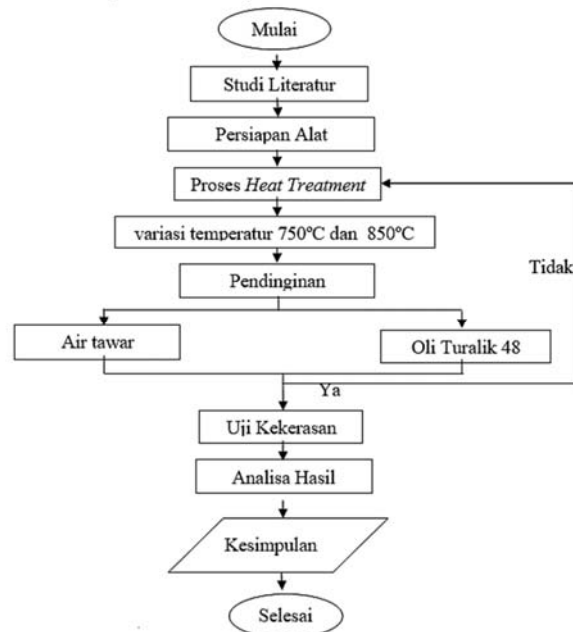 Mulai
Studi Literatur
Persiapan Alat
Proses Heat Treatment
variasi temperatur 750°C dan 850°C
Tidak
Pendinginan
Air tawar
Oli Turalik 48
Ya
Uji Kekerasan
Analisa Hasil
Kesimpulan
Selesai